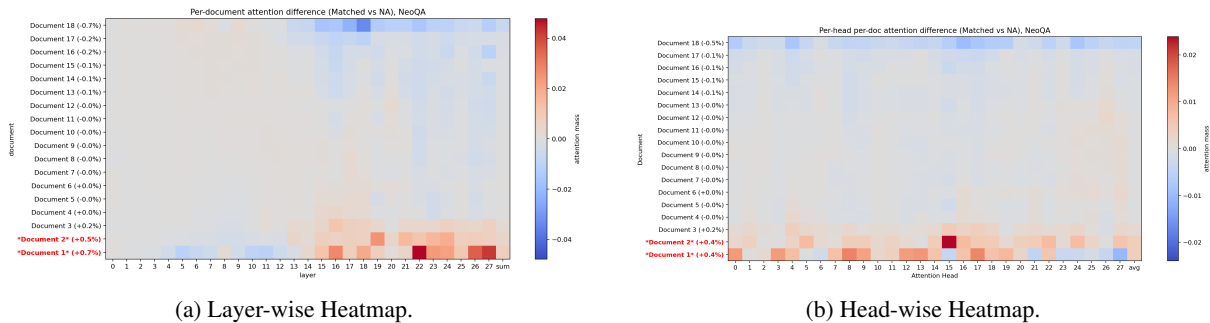 Per-document attention difference (Matched vs NA), NeoQA
Document 18 (-0.7%)
Document 17 (-0.2%)
Document 16 (-0.2%)
Document 15 (-0.1%)
Document 14 (-0.1%)
Document 13 (-0.1%)
Document 12 (-0.0%)
Document 11 (-0.0%)
Document 10 (-0.0%)
Document 9 (-0.0%)
Document 8 (-0.0%)
Document 7 (-0.0%)
Document 6 (+0.0%)
Document 5 (-0.0%)
Document 4 (+0.0%)
Document 3 (+0.2%)
*Document 2* (+0.5%)
*Document 1* (+0.7%)
document
0 1 2 3 4 5 6 7 8 9 10 11 12 13 14 15 16 17 18 19 20 21 22 23 24 25 26 27 sum
layer
0.04
0.02
0.00
−0.02
−0.04
attention mass
(a) Layer-wise Heatmap.
Per-head per-doc attention difference (Matched vs NA), NeoQA
Document 18 (-0.5%)
Document 17 (-0.1%)
Document 16 (-0.1%)
Document 15 (-0.1%)
Document 14 (-0.1%)
Document 13 (-0.0%)
Document 12 (-0.0%)
Document 11 (-0.0%)
Document 10 (-0.0%)
Document 9 (-0.0%)
Document 8 (-0.0%)
Document 7 (-0.0%)
Document 6 (+0.0%)
Document 5 (-0.0%)
Document 4 (-0.0%)
Document 3 (+0.2%)
*Document 2* (+0.4%)
*Document 1* (+0.4%)
Document
0 1 2 3 4 5 6 7 8 9 10 11 12 13 14 15 16 17 18 19 20 21 22 23 24 25 26 27 avg
Attention Head
0.02
0.01
0.00
−0.01
−0.02
attention mass
(b) Head-wise Heatmap.